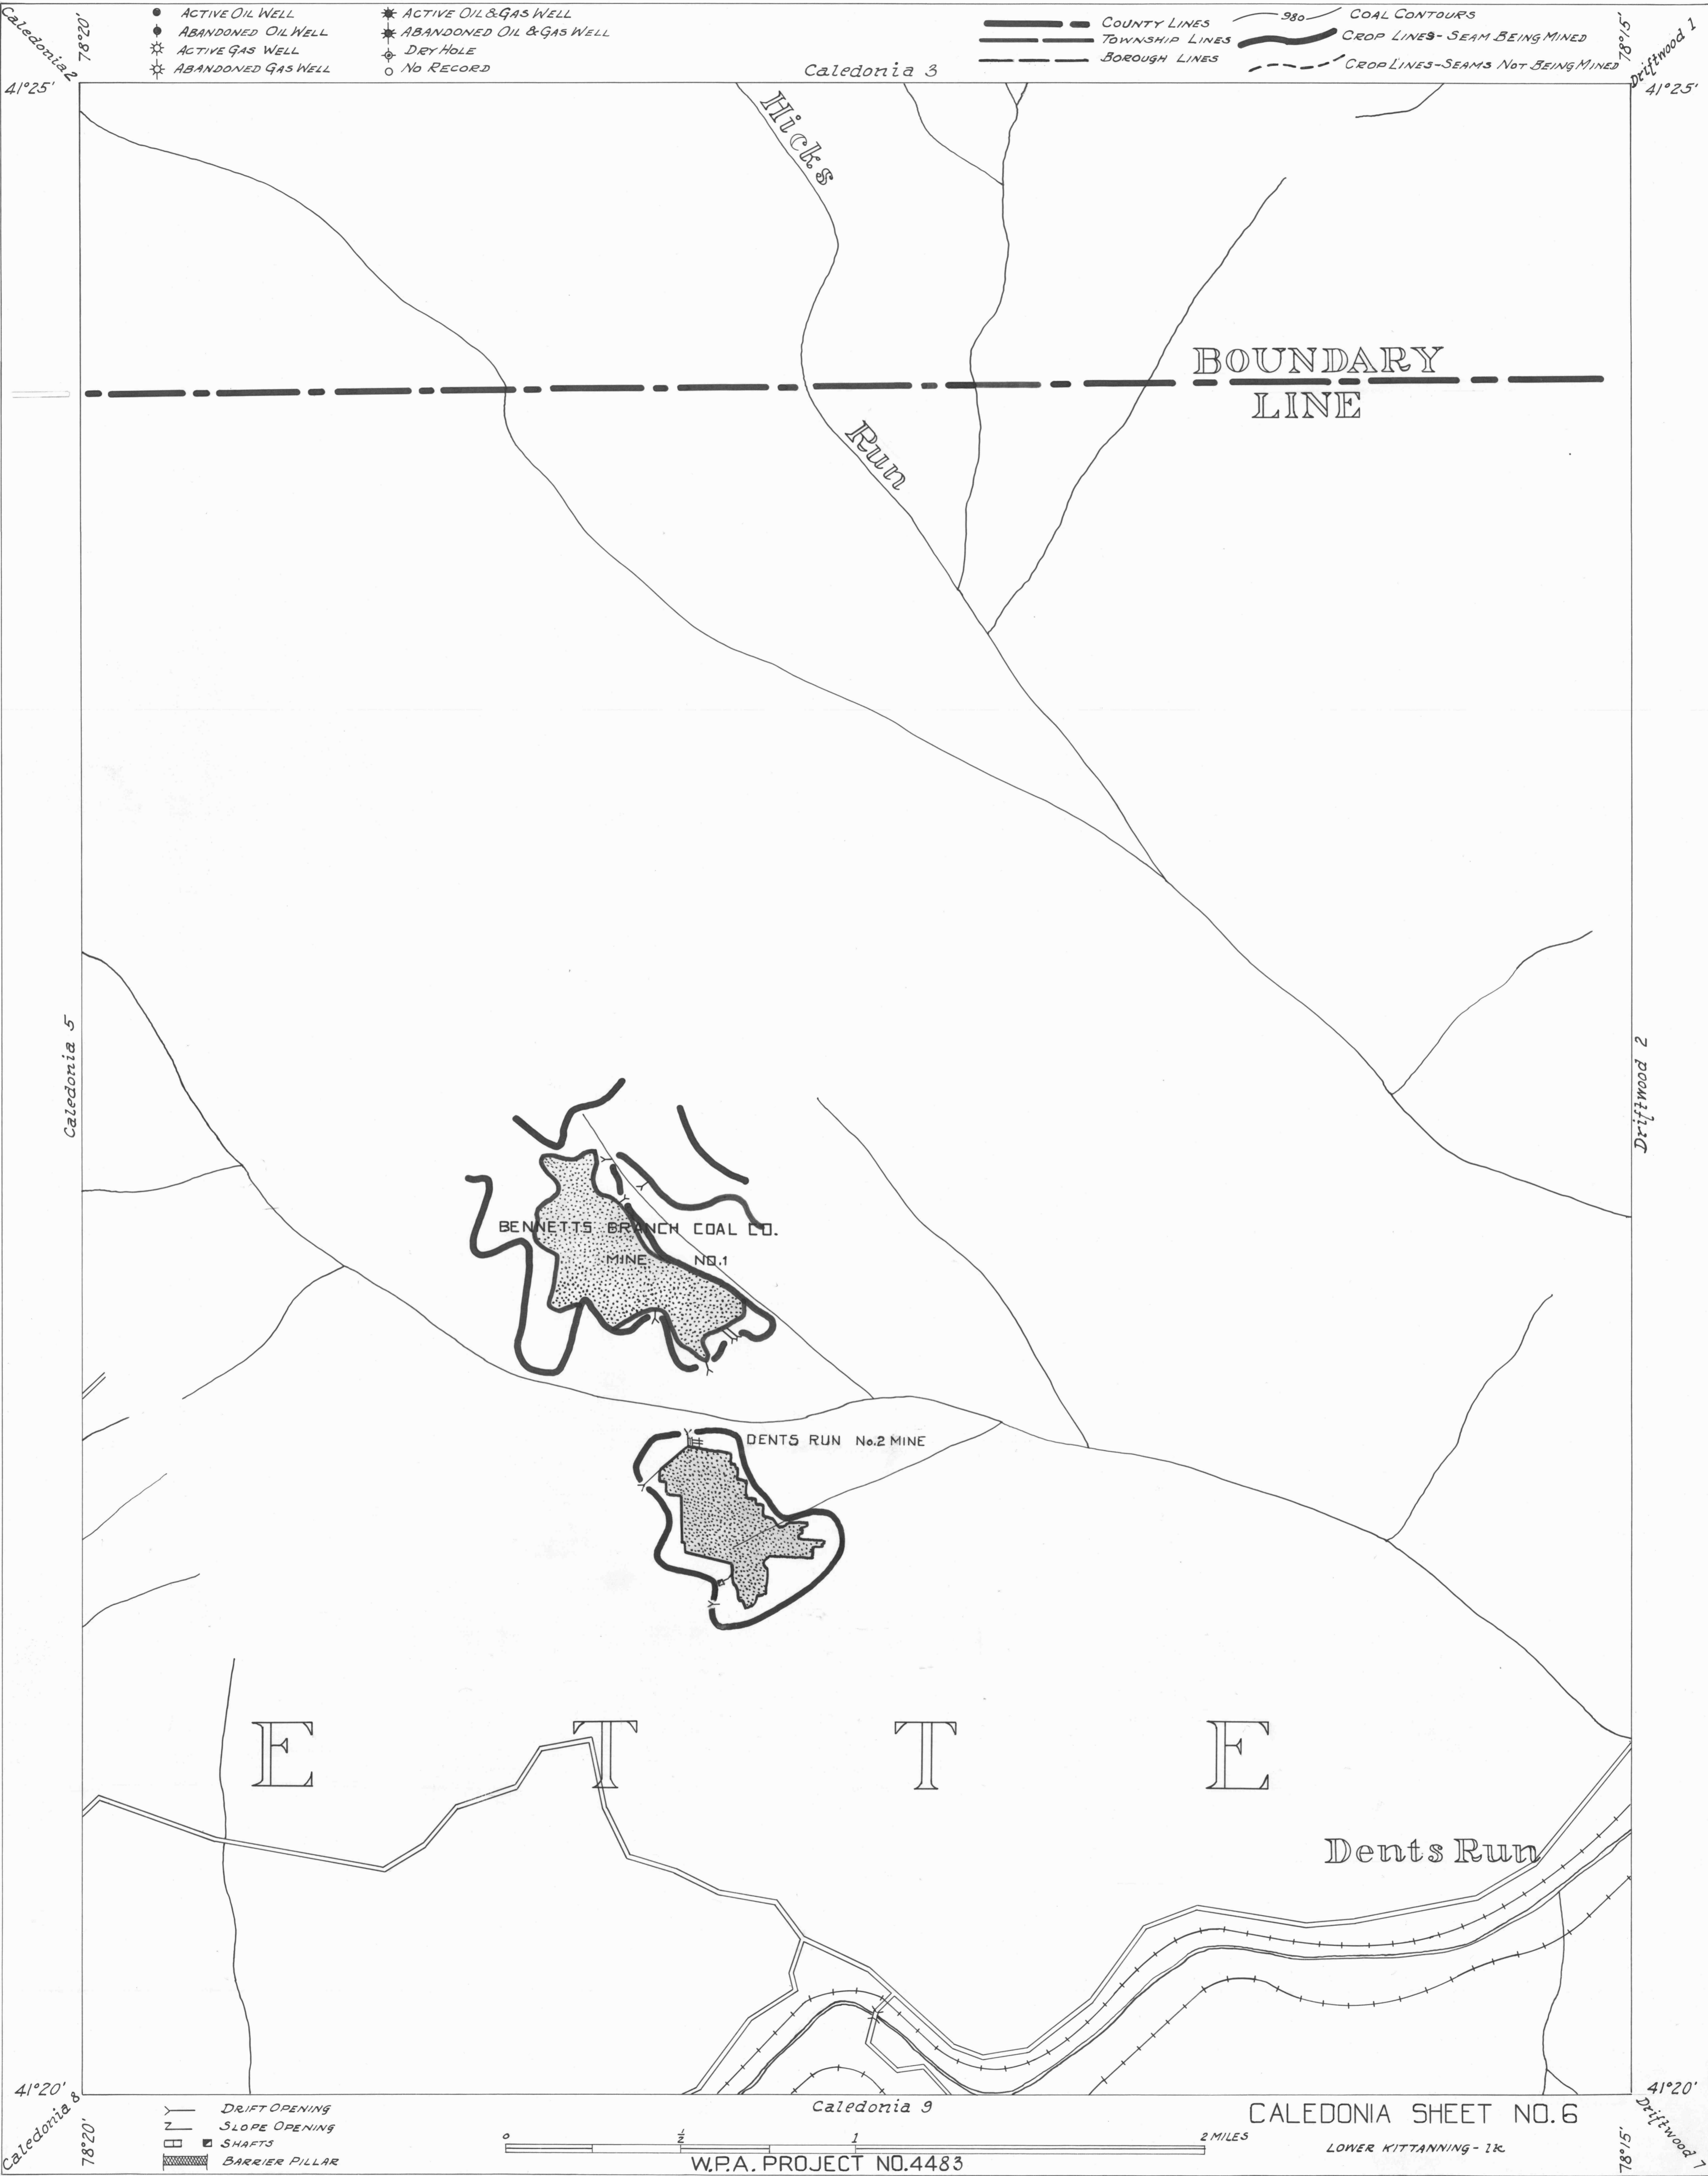 ACTIVE OIL WELL
ABANDONED OIL WELL
ACTIVE GAS WELL
ABANDONED GAS WELL
ACTIVE OIL & GAS WELL
ABANDONED OIL & GAS WELL
DRY HOLE
NO RECORD
COUNTY LINES
TOWNSHIP LINES
BOROUGH LINES
980 COAL CONTOURS
CROP LINES-SEAM BEING MINED
CROP LINES-SEAMS NOT BEING MINED
Caledonia 2
78°20'
Caledonia 3
78°15'
Driftwood 1
41°25'
41°25'
Hicks
Run
BOUNDARY
LINE
Caledonia 5
Driftwood 2
BENNETTS BRANCH COAL CO.
MINE NO.1
DENTS RUN No.2 MINE
E T T E
Dents Run
41°20'
41°20'
Caledonia 8
78°20'
DRIFT OPENING
SLOPE OPENING
SHAFTS
BARRIER PILLAR
Caledonia 9
0 1/2 1 2 MILES
W.P.A. PROJECT NO.4483
CALEDONIA SHEET NO.6
LOWER KITTANNING - lk
78°15'
Driftwood 7